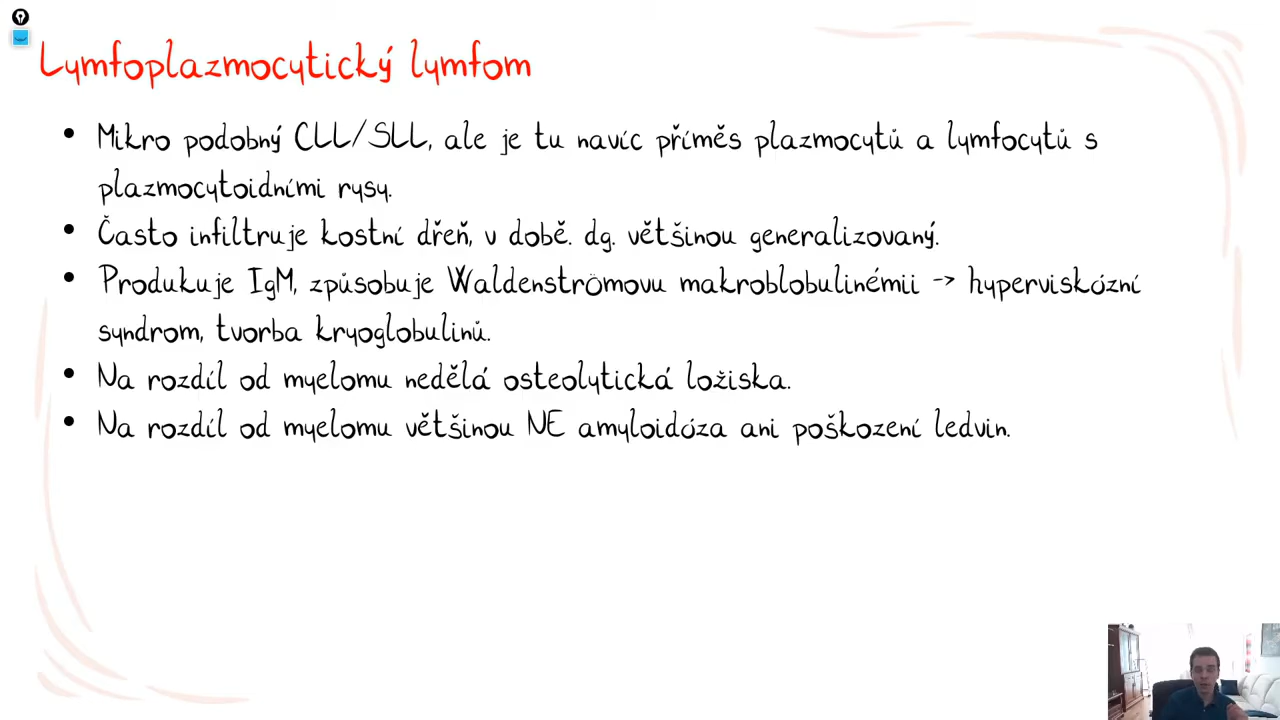 Lymfoplazmocytický lymfom
• Mikro podobný CLL/SLL, ale je tu navíc příměs plazmocytů a lymfocytů s
plazmocytoidními rysy.
• Často infiltruje kostní dřeň, v době. dg. většinou generalizovaný.
• Produkuje IgM, způsobuje Waldenströmovu makroblobulinémii -> hyperviskózní
syndrom, tvorba kryoglobulinů.
• Na rozdíl od myelomu nedělá osteolytická ložiska.
• Na rozdíl od myelomu většinou NE amyloidóza ani poškození ledvin.